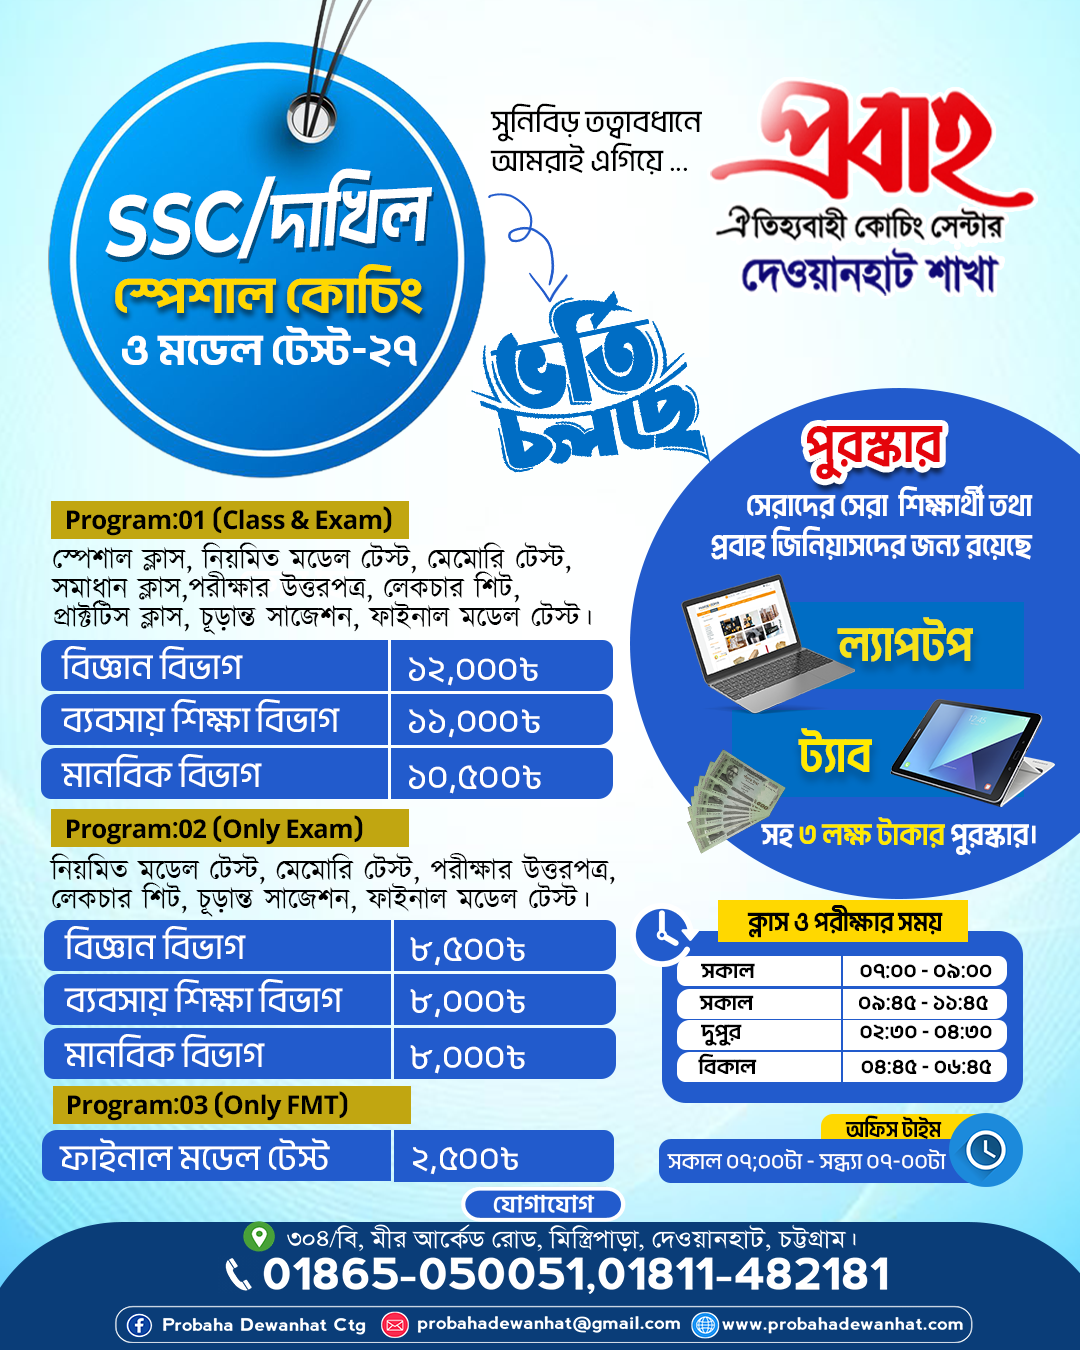 সুনিবিড় তত্বাবধানে
আমরাই এগিয়ে ...
প্রবাহ
ঐতিহ্যবাহী কোচিং সেন্টার
দেওয়ানহাট শাখা
SSC/দাখিল
স্পেশাল কোচিং
ও মডেল টেস্ট-২৭
ভর্তি
চলছে
পুরস্কার
সেরাদের সেরা শিক্ষার্থী তথা
প্রবাহ জিনিয়াসদের জন্য রয়েছে
ল্যাপটপ
ট্যাব
সহ ৩ লক্ষ টাকার পুরস্কার।
Program:01 (Class & Exam)
স্পেশাল ক্লাস, নিয়মিত মডেল টেস্ট, মেমোরি টেস্ট,
সমাধান ক্লাস,পরীক্ষার উত্তরপত্র, লেকচার শিট,
প্রাক্টটিস ক্লাস, চূড়ান্ত সাজেশন, ফাইনাল মডেল টেস্ট।
বিজ্ঞান বিভাগ ১২,০০০৳
ব্যবসায় শিক্ষা বিভাগ ১১,০০০৳
মানবিক বিভাগ ১০,৫০০৳
Program:02 (Only Exam)
নিয়মিত মডেল টেস্ট, মেমোরি টেস্ট, পরীক্ষার উত্তরপত্র,
লেকচার শিট, চূড়ান্ত সাজেশন, ফাইনাল মডেল টেস্ট।
বিজ্ঞান বিভাগ ৮,৫০০৳
ব্যবসায় শিক্ষা বিভাগ ৮,০০০৳
মানবিক বিভাগ ৮,০০০৳
Program:03 (Only FMT)
ফাইনাল মডেল টেস্ট ২,৫০০৳
ক্লাস ও পরীক্ষার সময়
সকাল ০৭:০০ - ০৯:০০
সকাল ০৯:৪৫ - ১১:৪৫
দুপুর ০২:৩০ - ০৪:৩০
বিকাল ০৪:৪৫ - ০৬:৪৫
অফিস টাইম
সকাল ০৭;০০টা - সন্ধ্যা ০৭-০০টা
যোগাযোগ
৩০৪/বি, মীর আর্কেড রোড, মিস্ত্রিপাড়া, দেওয়ানহাট, চট্টগ্রাম।
01865-050051,01811-482181
Probaha Dewanhat Ctg probahadewanhat@gmail.com www.probahadewanhat.com